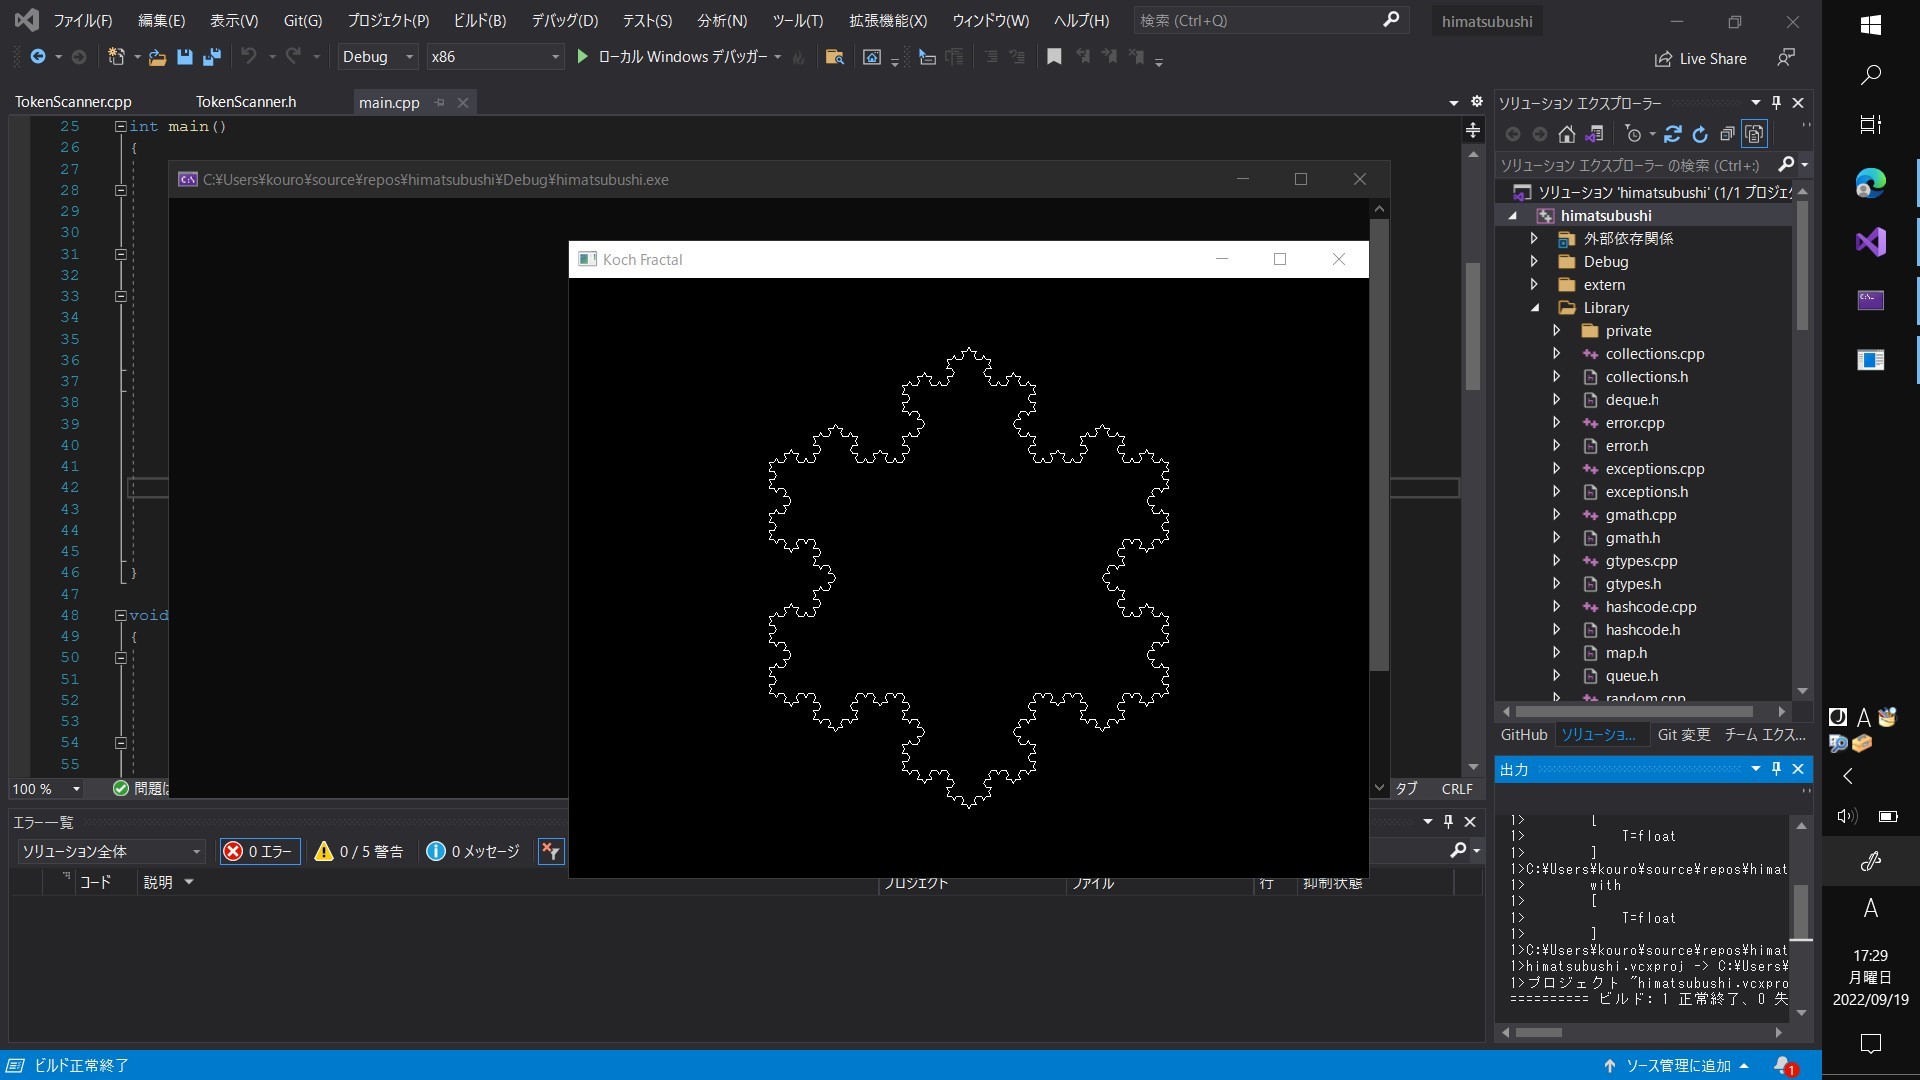 ファイル(F) 編集(E) 表示(V) Git(G) プロジェクト(P) ビルド(B) デバッグ(D) テスト(S) 分析(N) ツール(T) 拡張機能(X) ウィンドウ(W) ヘルプ(H) 検索 (Ctrl+Q) himatsubushi
Debug x86 ローカル Windows デバッガー Live Share
TokenScanner.cpp TokenScanner.h main.cpp
25 int main()
26 {
27
28
29
30
31
32
33
34
35
36
37
38
39
40
41
42
43
44
45
46 }
47
48 void
49 {
50
51
52
53
54
55
C:¥Users¥kouro¥source¥repos¥himatsubushi¥Debug¥himatsubushi.exe
Koch Fractal
100 % タブ CRLF
エラー一覧
ソリューション全体 0 エラー 0 / 5 警告 0 メッセージ
コード 説明 プロジェクト ファイル 行 抑制状態
ソリューション エクスプローラー
ソリューション エクスプローラー の検索 (Ctrl+:)
ソリューション 'himatsubushi' (1/1 プロジェク
himatsubushi
外部依存関係
Debug
extern
Library
private
collections.cpp
collections.h
deque.h
error.cpp
error.h
exceptions.cpp
exceptions.h
gmath.cpp
gmath.h
gtypes.cpp
gtypes.h
hashcode.cpp
hashcode.h
map.h
queue.h
random.cpp
GitHub ソリューショ... Git 変更 チーム エクス...
出力
1> [
1> T=float
1> ]
1>C:¥Users¥kouro¥source¥repos¥himat
1> with
1> [
1> T=float
1> ]
1>C:¥Users¥kouro¥source¥repos¥himat
1>himatsubushi.vcxproj -> C:¥Users¥
1>プロジェクト "himatsubushi.vcxpro
========== ビルド: 1 正常終了、0 失
ビルド正常終了 ソース管理に追加 1
A
A
17:29
月曜日
2022/09/19